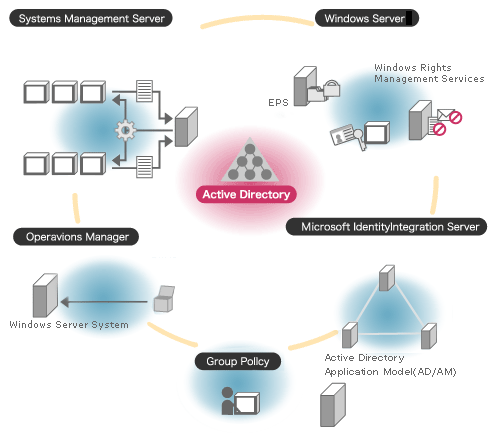 Systems Management Server
Windows Server
Windows Rights
Management Services
EPS
Active Directory
Operavions Manager
Microsoft IdentityIntegration Server
Windows Server System
Group Pollcy
Active Directory
Application Model(AD/AM)